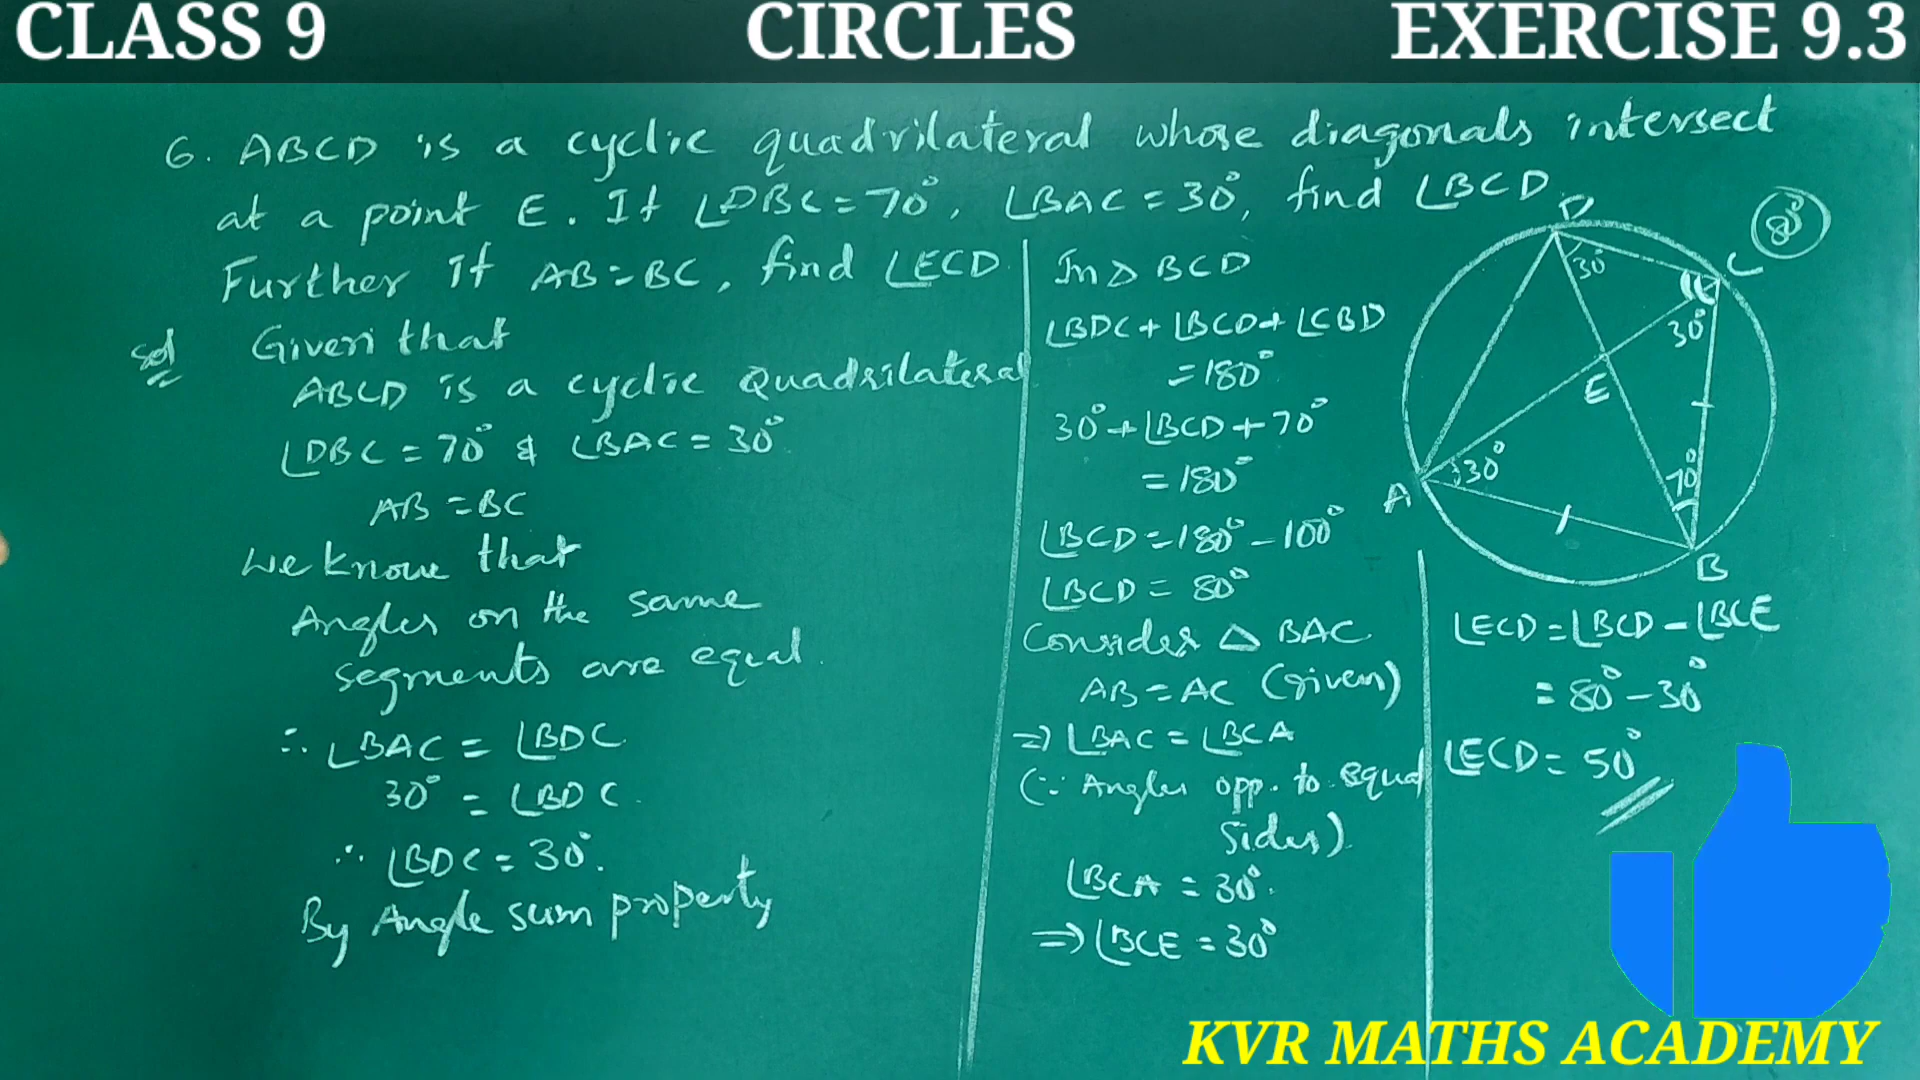 CLASS 9 CIRCLES EXERCISE 9.3
6. ABCD is a cyclic quadrilateral whose diagonals intersect
at a point E. If ∠DBC = 70°, ∠BAC = 30°, find ∠BCD.
Further If AB = BC, find ∠ECD.
Sol Given that
ABCD is a cyclic Quadrilateral
∠DBC = 70° & ∠BAC = 30°
AB = BC
We know that
Angles on the same
segments are equal.
∴ ∠BAC = ∠BDC
30° = ∠BDC.
∴ ∠BDC = 30°.
By Angle sum property
In △ BCD
∠BDC + ∠BCD + ∠CBD
= 180°
30° + ∠BCD + 70°
= 180°
∠BCD = 180° - 100°
∠BCD = 80°
Consider △ BAC
AB = AC (Given)
⇒ ∠BAC = ∠BCA
(∵ Angles opp. to equal
sides)
∠BCA = 30°.
⇒ ∠BCE = 30°
D
80°
C
30°
30°
E
30°
70°
A
B
∠ECD = ∠BCD - ∠BCE
= 80° - 30°
∠ECD = 50°
KVR MATHS ACADEMY